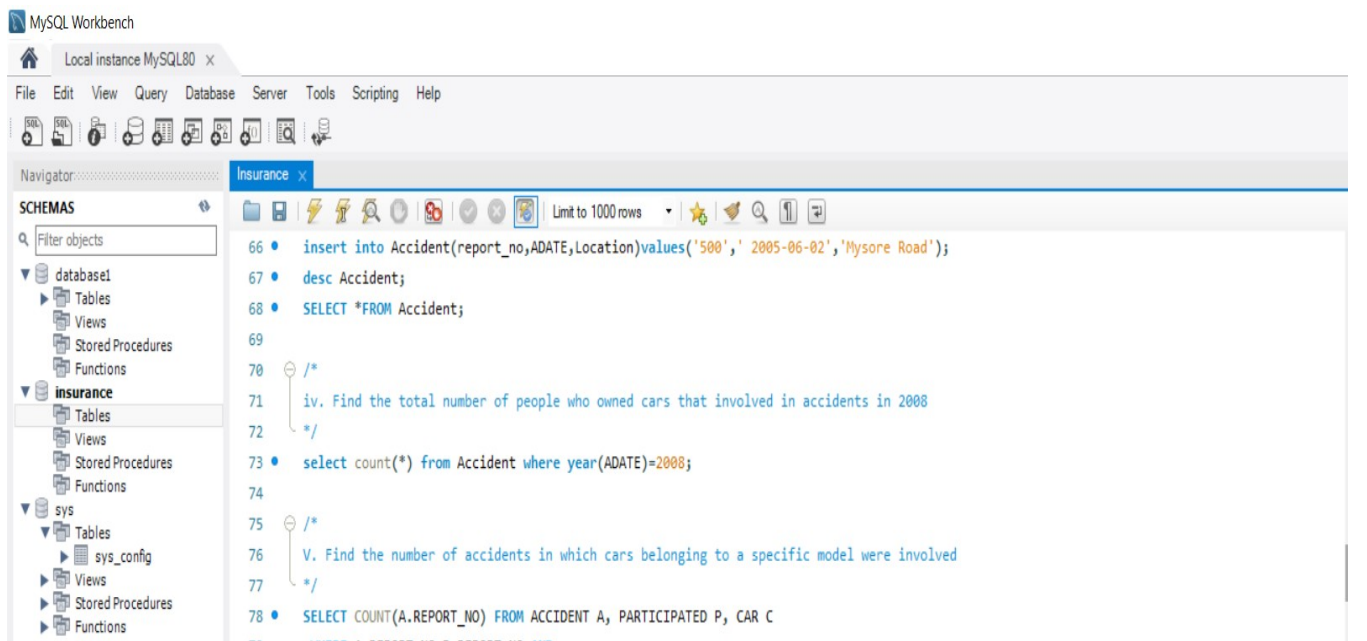 MySQL Workbench
Local instance MySQL80 ×
File Edit View Query Database Server Tools Scripting Help
Navigator
SCHEMAS
Filter objects
database1
Tables
Views
Stored Procedures
Functions
insurance
Tables
Views
Stored Procedures
Functions
sys
Tables
sys_config
Views
Stored Procedures
Functions
Insurance ×
Limit to 1000 rows
66 insert into Accident(report_no,ADATE,Location)values('500',' 2005-06-02','Mysore Road');
67 desc Accident;
68 SELECT *FROM Accident;
69
70 /*
71 iv. Find the total number of people who owned cars that involved in accidents in 2008
72 */
73 select count(*) from Accident where year(ADATE)=2008;
74
75 /*
76 V. Find the number of accidents in which cars belonging to a specific model were involved
77 */
78 SELECT COUNT(A.REPORT_NO) FROM ACCIDENT A, PARTICIPATED P, CAR C